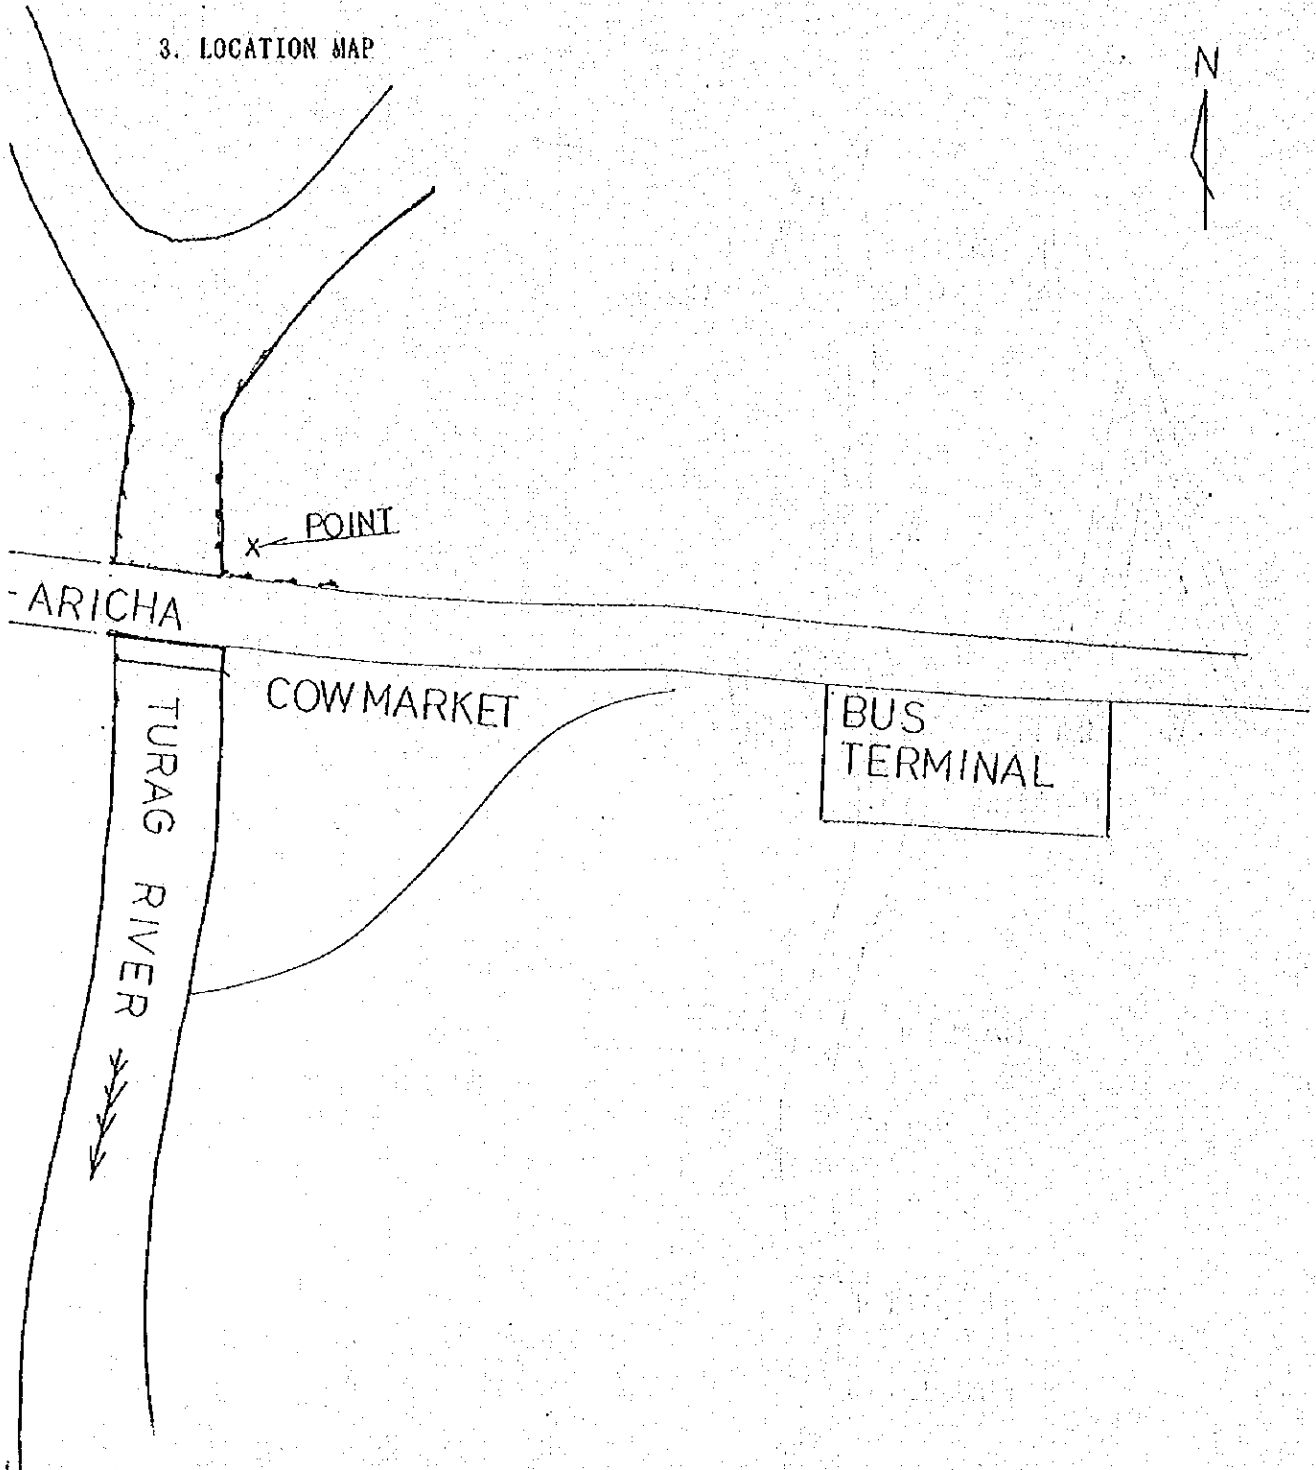 3. LOCATION MAP
N
POINT
x
- ARICHA
COW MARKET
BUS
TERMINAL
TURAG RIVER